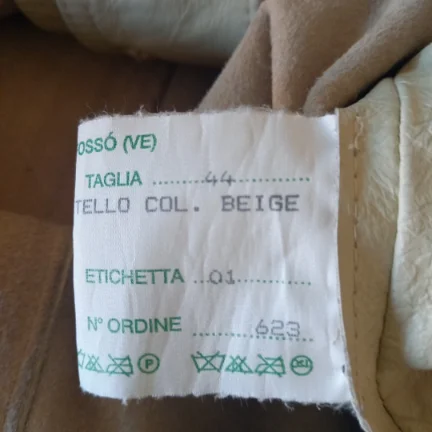 OSSÓ (VE)
TAGLIA ..........44..............
TELLO COL. BEIGE
ETICHETTA ..01..............
N° ORDINE ..............623..
P